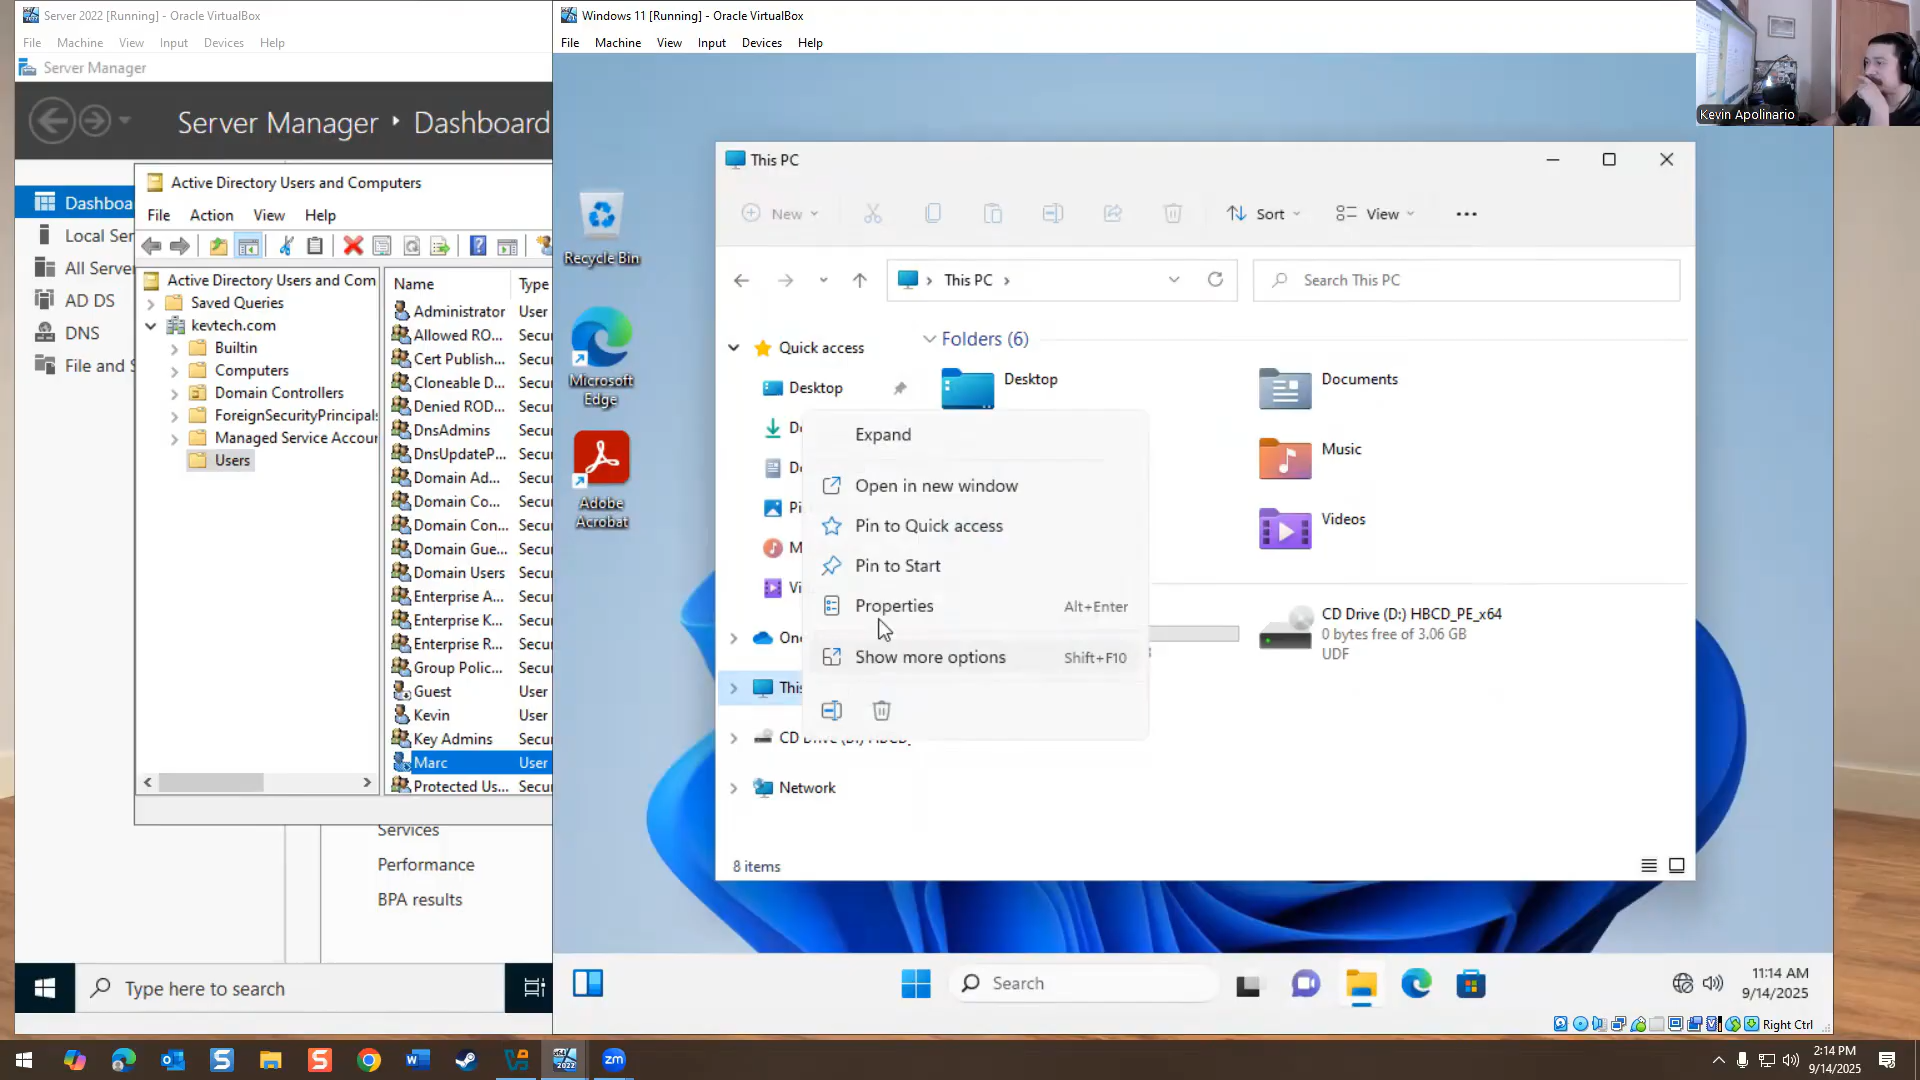 Server 2022 [Running] - Oracle VirtualBox
File Machine View Input Devices Help
Server Manager
Server Manager ‣ Dashboard
Dashboa
Local Ser
All Server
AD DS
DNS
File and S
Active Directory Users and Computers
File Action View Help
Active Directory Users and Com
Saved Queries
kevtech.com
Builtin
Computers
Domain Controllers
ForeignSecurityPrincipals
Managed Service Accour
Users
Name Type
Administrator User
Allowed RO... Secu
Cert Publish... Secu
Cloneable D... Secu
Denied ROD... Secu
DnsAdmins Secu
DnsUpdateP... Secu
Domain Ad... Secu
Domain Co... Secu
Domain Con... Secu
Domain Gue... Secu
Domain Users Secu
Enterprise A... Secu
Enterprise K... Secu
Enterprise R... Secu
Group Polic... Secu
Guest User
Kevin User
Key Admins Secu
Marc User
Protected Us... Secu
Services
Performance
BPA results
Type here to search
Windows 11 [Running] - Oracle VirtualBox
File Machine View Input Devices Help
Kevin Apolinario
Recycle Bin
Microsoft
Edge
Adobe
Acrobat
This PC
New
Sort
View
This PC
Search This PC
Quick access
Desktop
Folders (6)
Desktop
Documents
Music
Videos
CD Drive (D:) HBCD_PE_x64
0 bytes free of 3.06 GB
UDF
Expand
Open in new window
Pin to Quick access
Pin to Start
Properties Alt+Enter
Show more options Shift+F10
Network
8 items
Search
11:14 AM
9/14/2025
Right Ctrl
2:14 PM
9/14/2025